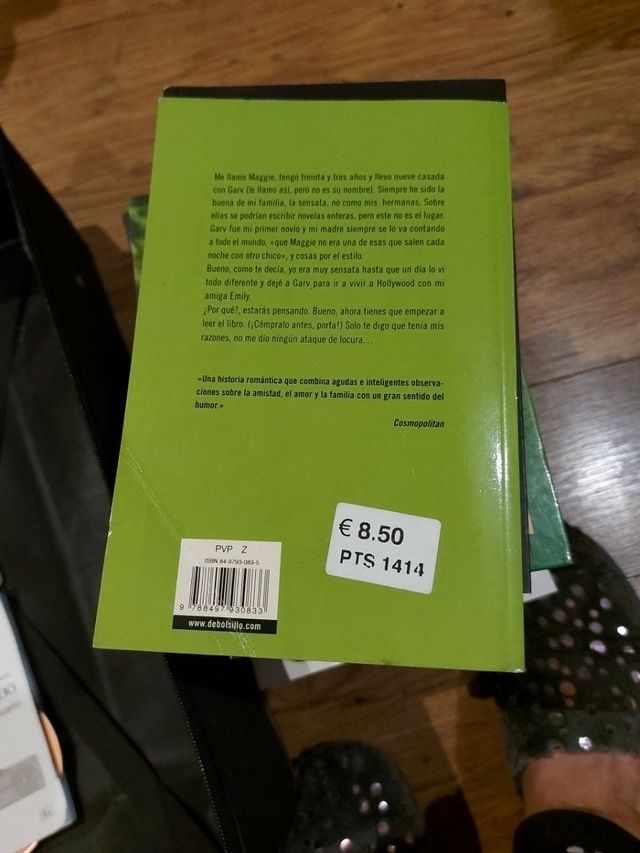 Me llamo Maggie, tengo treinta y tres años y llevo nueve casada
con Garv (le llamo así, pero no es su nombre). Siempre he sido la
buena de mi familia, la sensata, no como mis hermanas. Sobre
ellas se podrían escribir novelas enteras, pero este no es el lugar.
Garv fue mi primer novio y mi madre siempre se lo va contando
a todo el mundo, «que Maggie no era una de esas que salen cada
noche con otro chico», y cosas por el estilo.
Bueno, como te decía, yo era muy sensata hasta que un día lo vi
todo diferente y dejé a Garv para ir a vivir a Hollywood con mi
amiga Emily.
¿Por qué?, estarás pensando. Bueno, ahora tienes que empezar a
leer el libro. (¡Cómpralo antes, porfa!) Solo te digo que tenía mis
razones, no me dio ningún ataque de locura...
«Una historia romántica que combina agudas e inteligentes observa-
ciones sobre la amistad, el amor y la familia con un gran sentido del
humor.»
Cosmopolitan
€ 8.50
PTS 1414
PVP Z
ISBN 84-9793-083-5
9 788497 930833
www.debolsillo.com